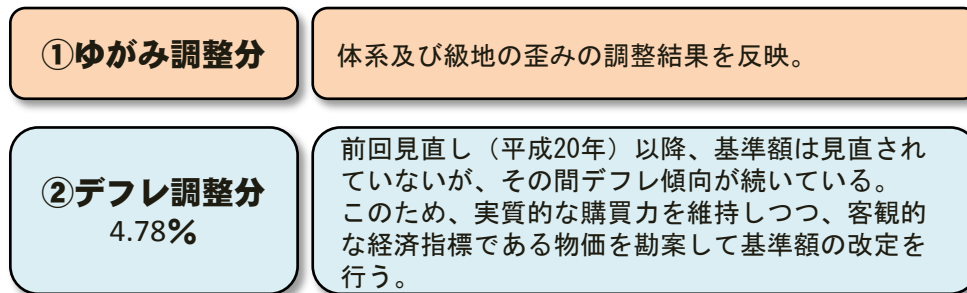 ①ゆがみ調整分
体系及び級地の歪みの調整結果を反映。
②デフレ調整分
4.78%
前回見直し（平成20年）以降、基準額は見直され
ていないが、その間デフレ傾向が続いている。
このため、実質的な購買力を維持しつつ、客観的
な経済指標である物価を勘案して基準額の改定を
行う。